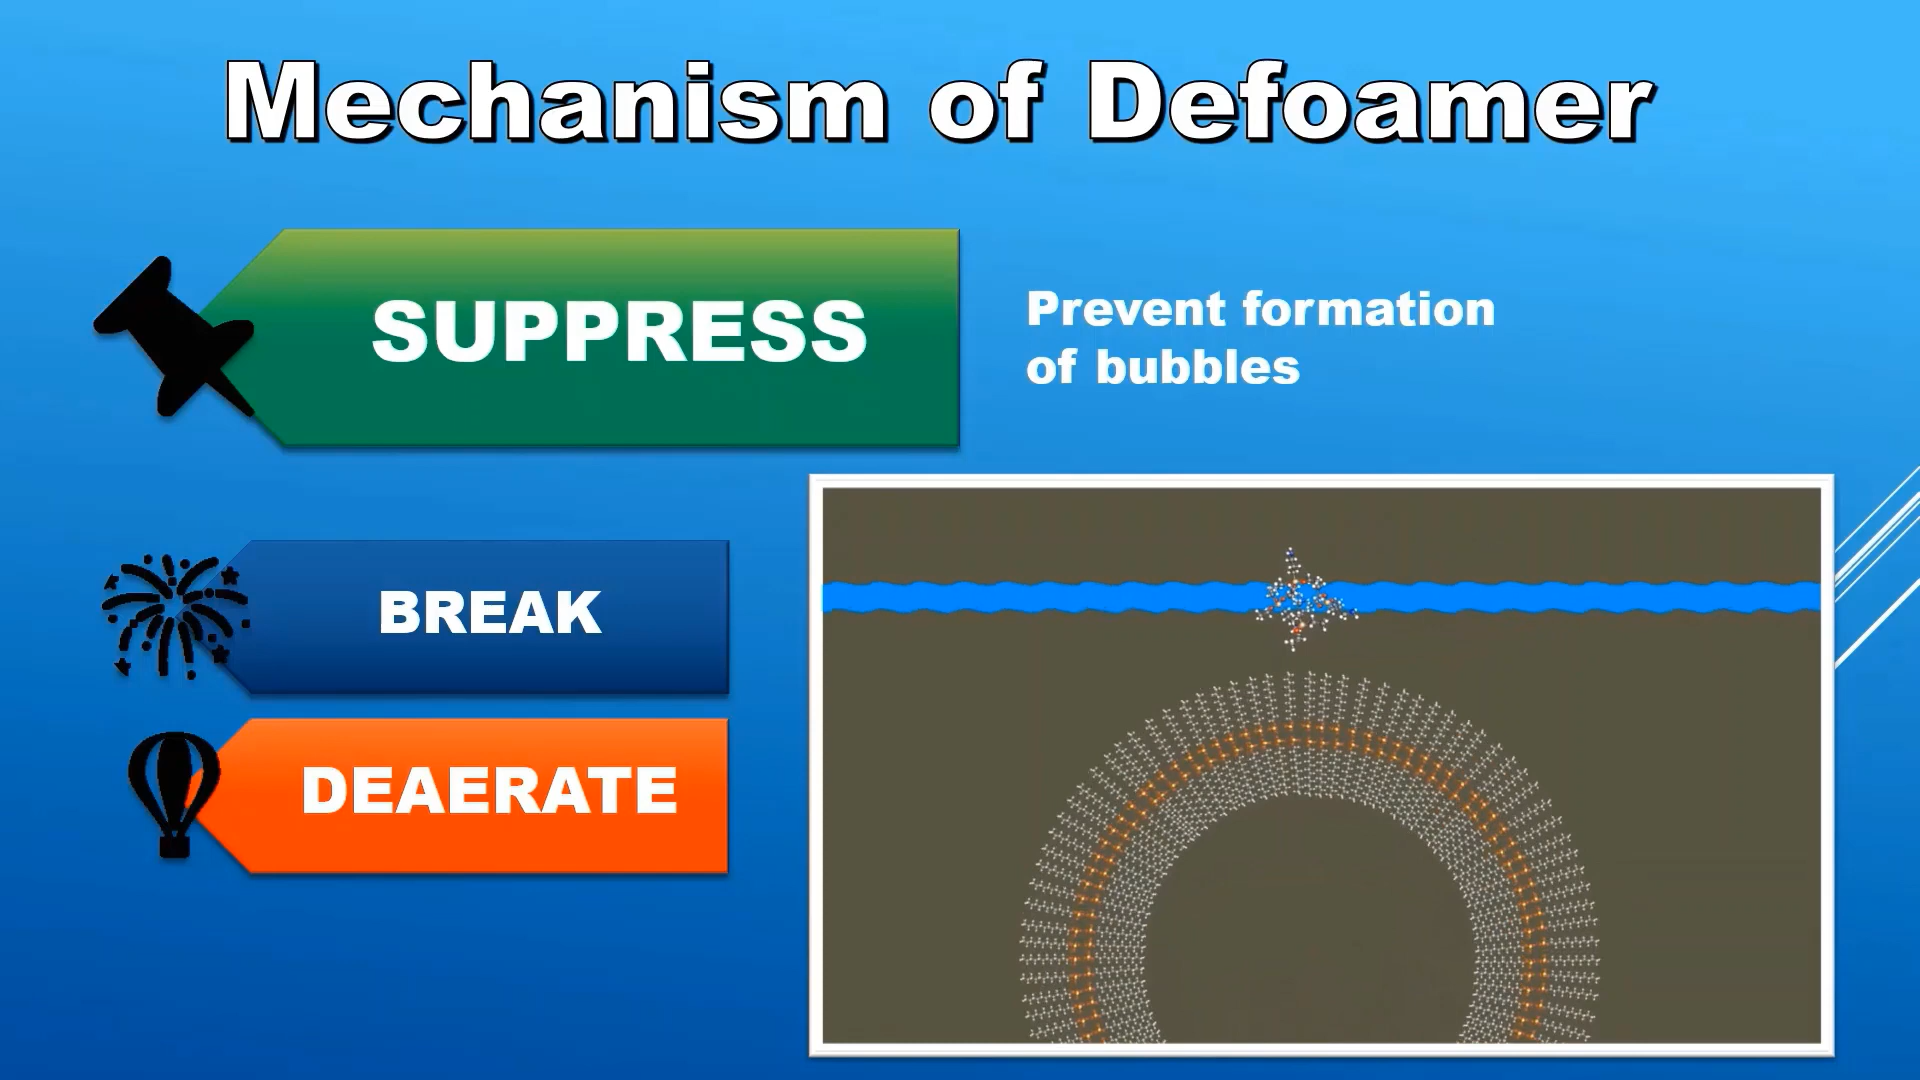 Mechanism of Defoamer
SUPPRESS
Prevent formation
of bubbles
BREAK
DEAERATE